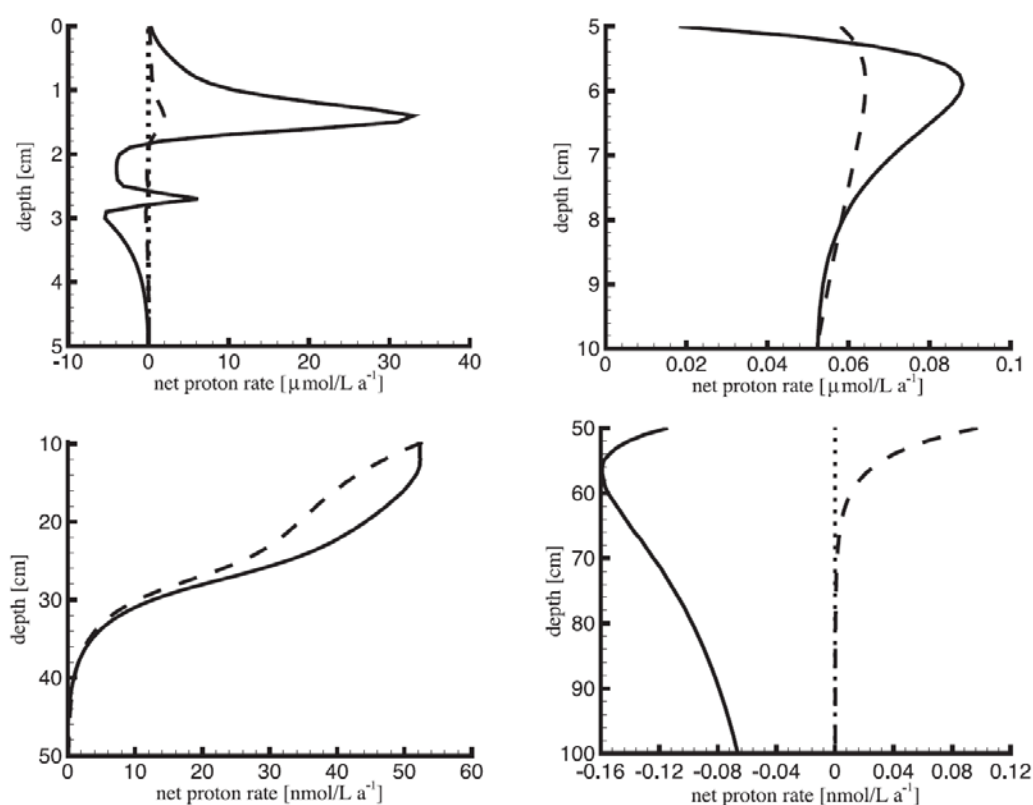 0
1
2
3
4
5
depth [cm]
-10 0 10 20 30 40
net proton rate [μmol/L a⁻¹]
5
6
7
8
9
10
depth [cm]
0 0.02 0.04 0.06 0.08 0.1
net proton rate [μmol/L a⁻¹]
10
20
30
40
50
depth [cm]
0 10 20 30 40 50 60
net proton rate [nmol/L a⁻¹]
50
60
70
80
90
100
depth [cm]
-0.16 -0.12 -0.08 -0.04 0 0.04 0.08 0.12
net proton rate [nmol/L a⁻¹]